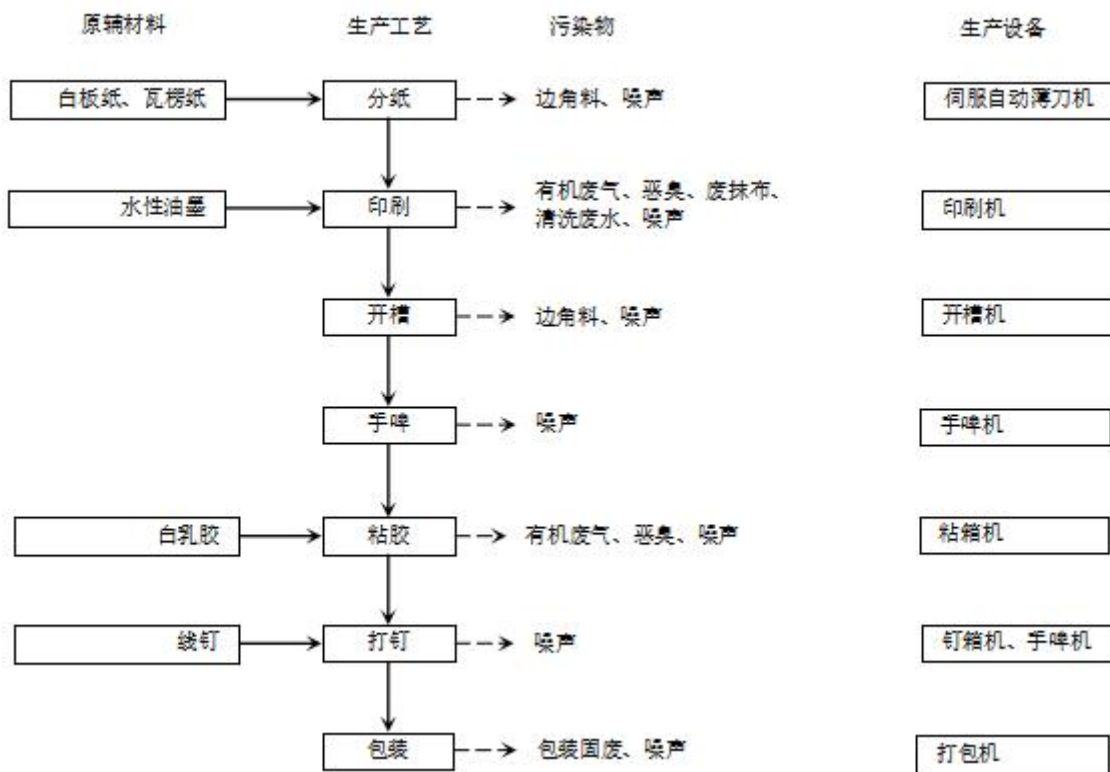 原辅材料 生产工艺 污染物 生产设备
白板纸、瓦楞纸 分纸 边角料、噪声 伺服自动薄刀机
水性油墨 印刷 有机废气、恶臭、废抹布、 印刷机
清洗废水、噪声
开槽 边角料、噪声 开槽机
手啤 噪声 手啤机
白乳胶 粘胶 有机废气、恶臭、噪声 粘箱机
线钉 打钉 噪声 钉箱机、手啤机
包装 包装固废、噪声 打包机